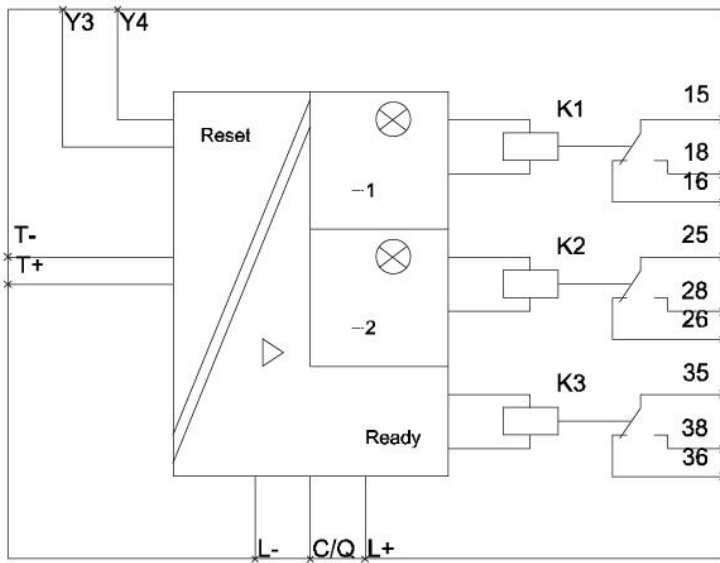 Y3 Y4
K1 15
Reset
18
16
–1
T-
K2 25
T+
28
–2 26
K3 35
Ready 38
36
L- C/Q L+